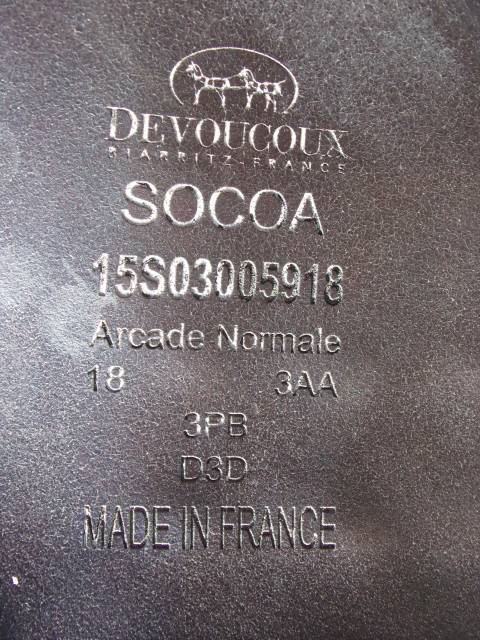 DEVOUCOUX
BIARRITZ-FRANCE
SOCOA
15S03005918
Arcade Normale
18 3AA
3PB
D3D
MADE IN FRANCE